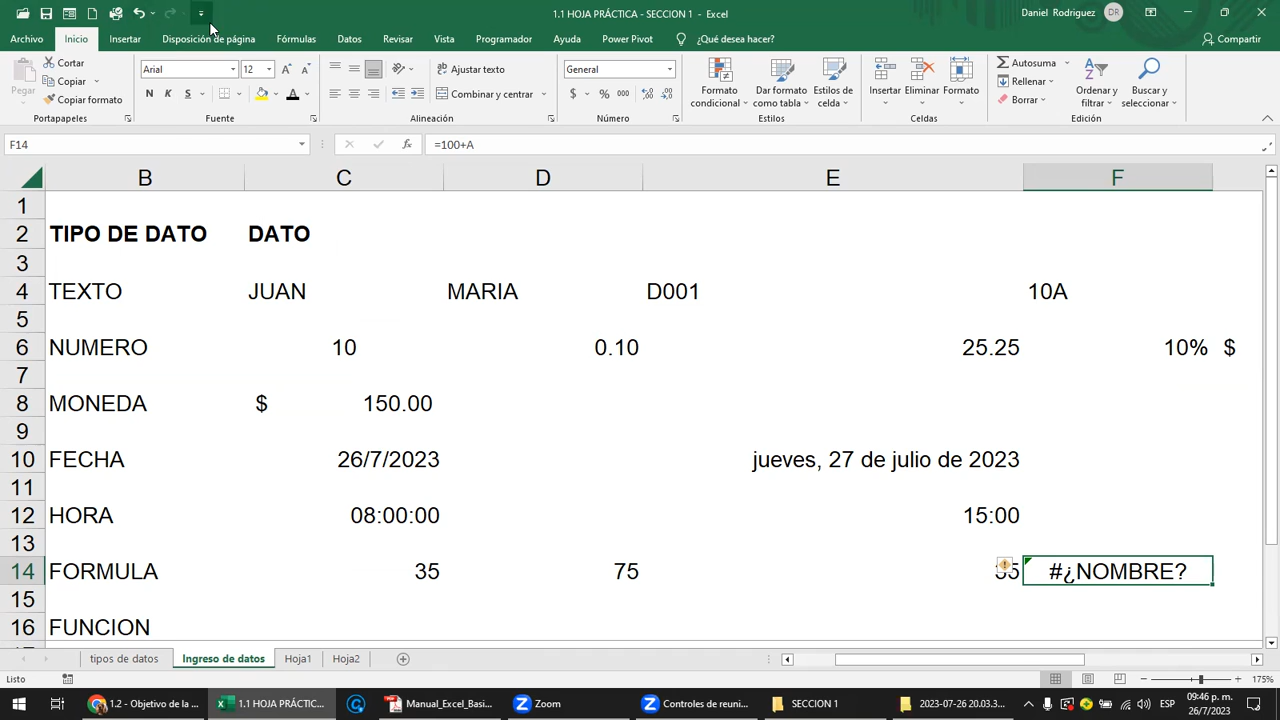 1.1 HOJA PRÁCTICA - SECCION 1 - Excel
Daniel Rodriguez DR
Archivo Inicio Insertar Disposición de página Fórmulas Datos Revisar Vista Programador Ayuda Power Pivot ¿Qué desea hacer? Compartir
Pegar
Cortar
Copiar
Copiar formato
Portapapeles
Arial 12
N K S
Fuente
Ajustar texto
Combinar y centrar
Alineación
General
$ % 000
Número
Formato condicional
Dar formato como tabla
Estilos de celda
Estilos
Insertar Eliminar Formato
Celdas
Autosuma
Rellenar
Borrar
Ordenar y filtrar
Buscar y seleccionar
Edición
F14 fx =100+A
B C D E F
1
2 TIPO DE DATO DATO
3
4 TEXTO JUAN MARIA D001 10A
5
6 NUMERO 10 0.10 25.25 10% $
7
8 MONEDA $ 150.00
9
10 FECHA 26/7/2023 jueves, 27 de julio de 2023
11
12 HORA 08:00:00 15:00
13
14 FORMULA 35 75 35 #¿NOMBRE?
15
16 FUNCION
tipos de datos Ingreso de datos Hoja1 Hoja2
Listo 175%
1.2 - Objetivo de la ... 1.1 HOJA PRÁCTIC... Manual_Excel_Basi... Zoom Controles de reuni... SECCION 1 2023-07-26 20.03.3... ESP 09:46 p. m.
26/7/2023